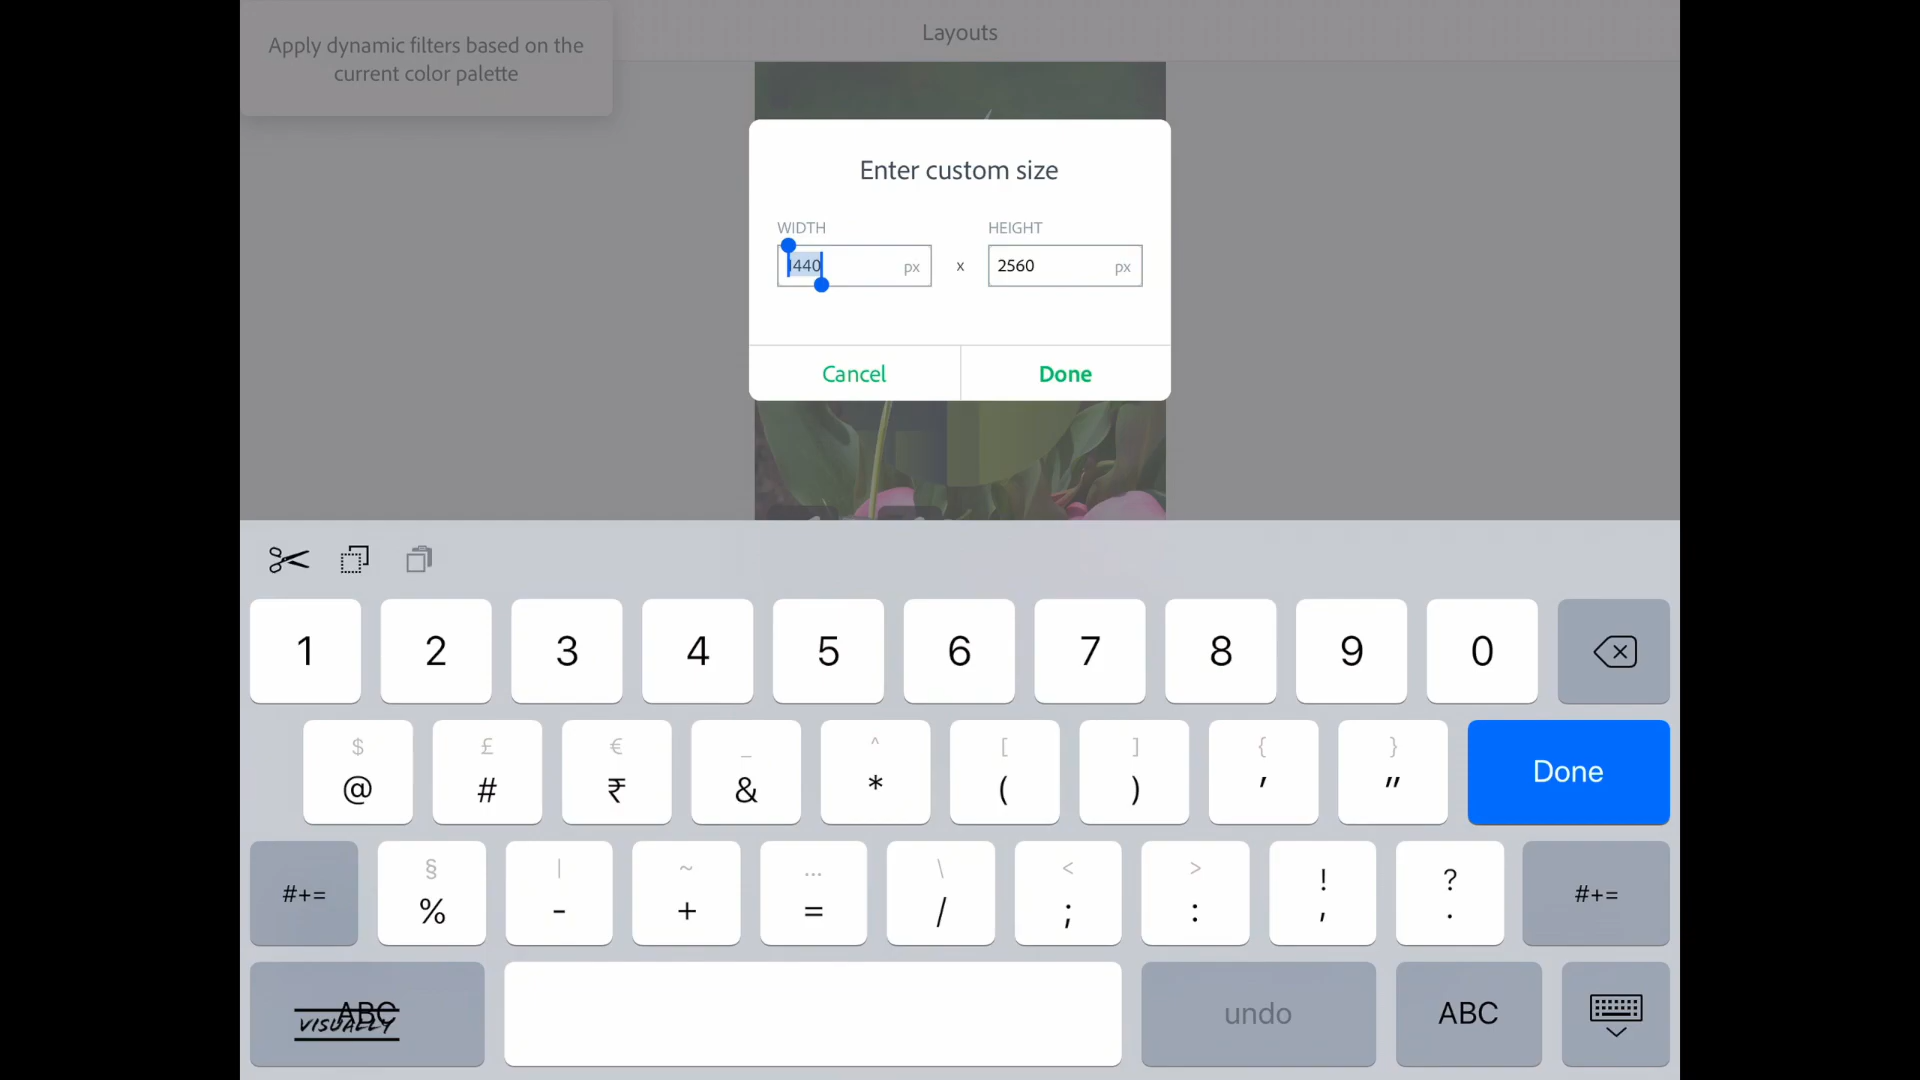 Apply dynamic filters based on the
current color palette
Layouts
Enter custom size
WIDTH
HEIGHT
1440 px x 2560 px
Cancel
Done
1 2 3 4 5 6 7 8 9 0
$ £ € _ ^ [ ] { }
@ # ₹ & * ( ) ' "
Done
§ | ~ … \ < > ! ?
#+= % - + = / ; : , . #+=
ABC
VISUALLY
undo
ABC